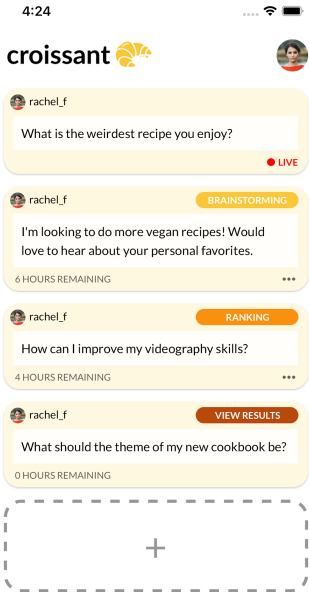 4:24
croissant
rachel_f
What is the weirdest recipe you enjoy?
LIVE
rachel_f
BRAINSTORMING
I'm looking to do more vegan recipes! Would
love to hear about your personal favorites.
6 HOURS REMAINING
rachel_f
RANKING
How can I improve my videography skills?
4 HOURS REMAINING
rachel_f
VIEW RESULTS
What should the theme of my new cookbook be?
0 HOURS REMAINING